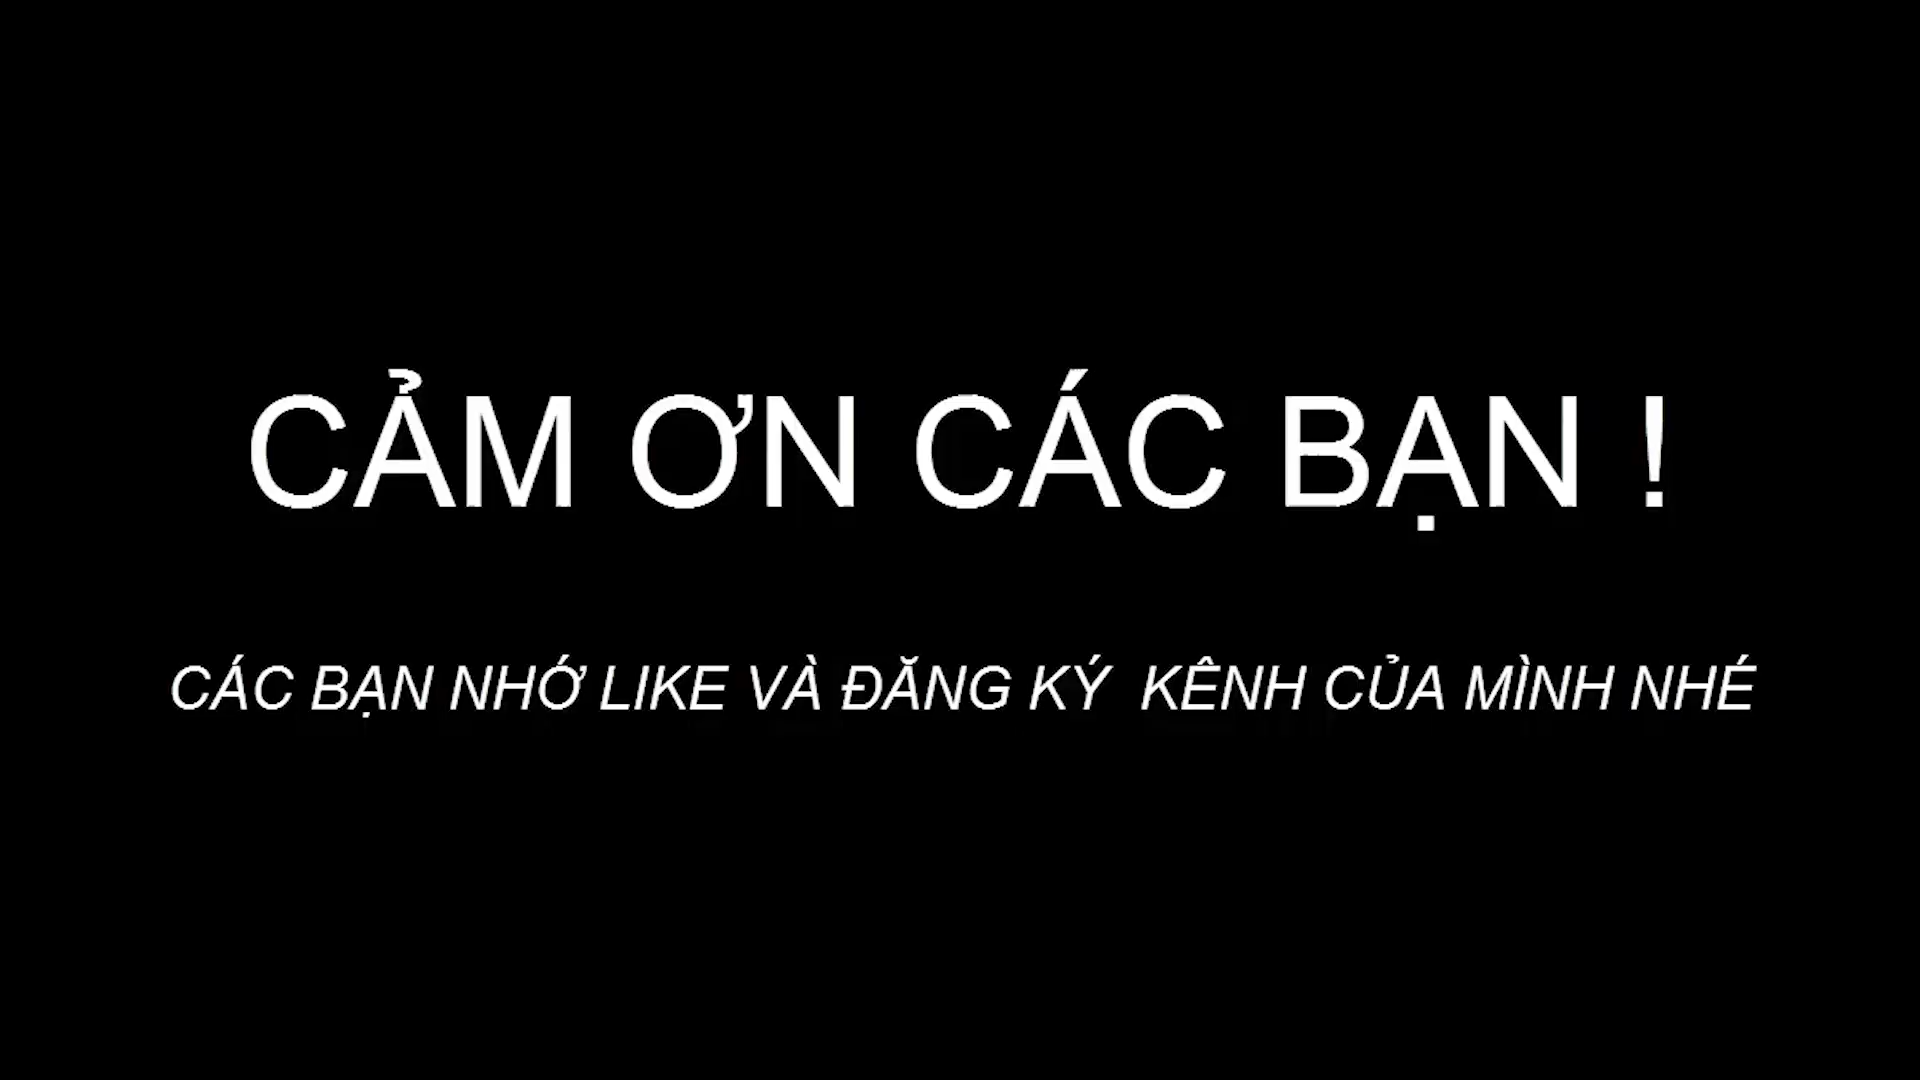 CẢM ƠN CÁC BẠN !
CÁC BẠN NHỚ LIKE VÀ ĐĂNG KÝ  KÊNH CỦA MÌNH NHÉ